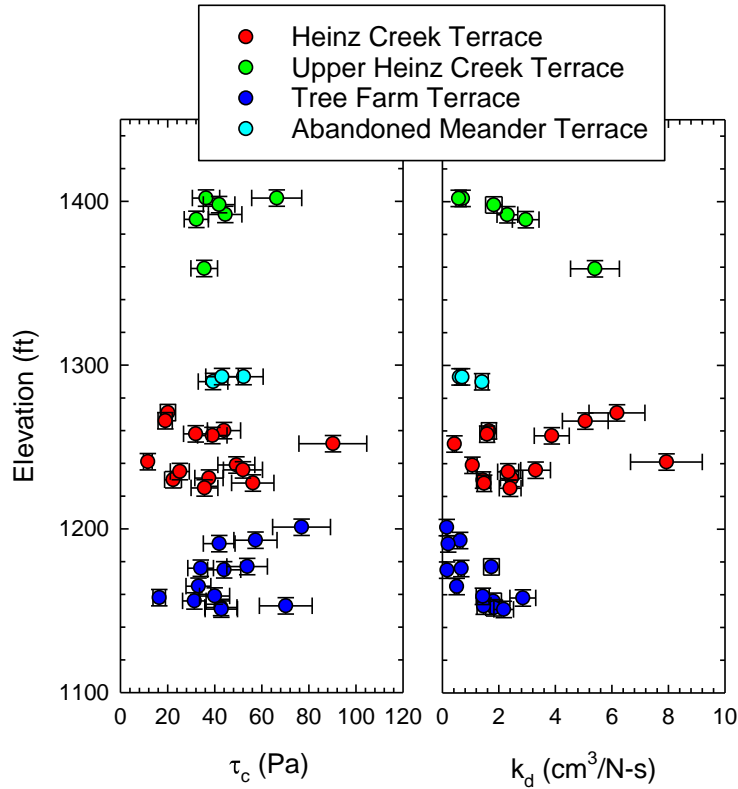 Heinz Creek Terrace
Upper Heinz Creek Terrace
Tree Farm Terrace
Abandoned Meander Terrace
Elevation (ft)
1400
1300
1200
1100
0 20 40 60 80 100 120
0 2 4 6 8 10
τc (Pa)
kd (cm³/N-s)